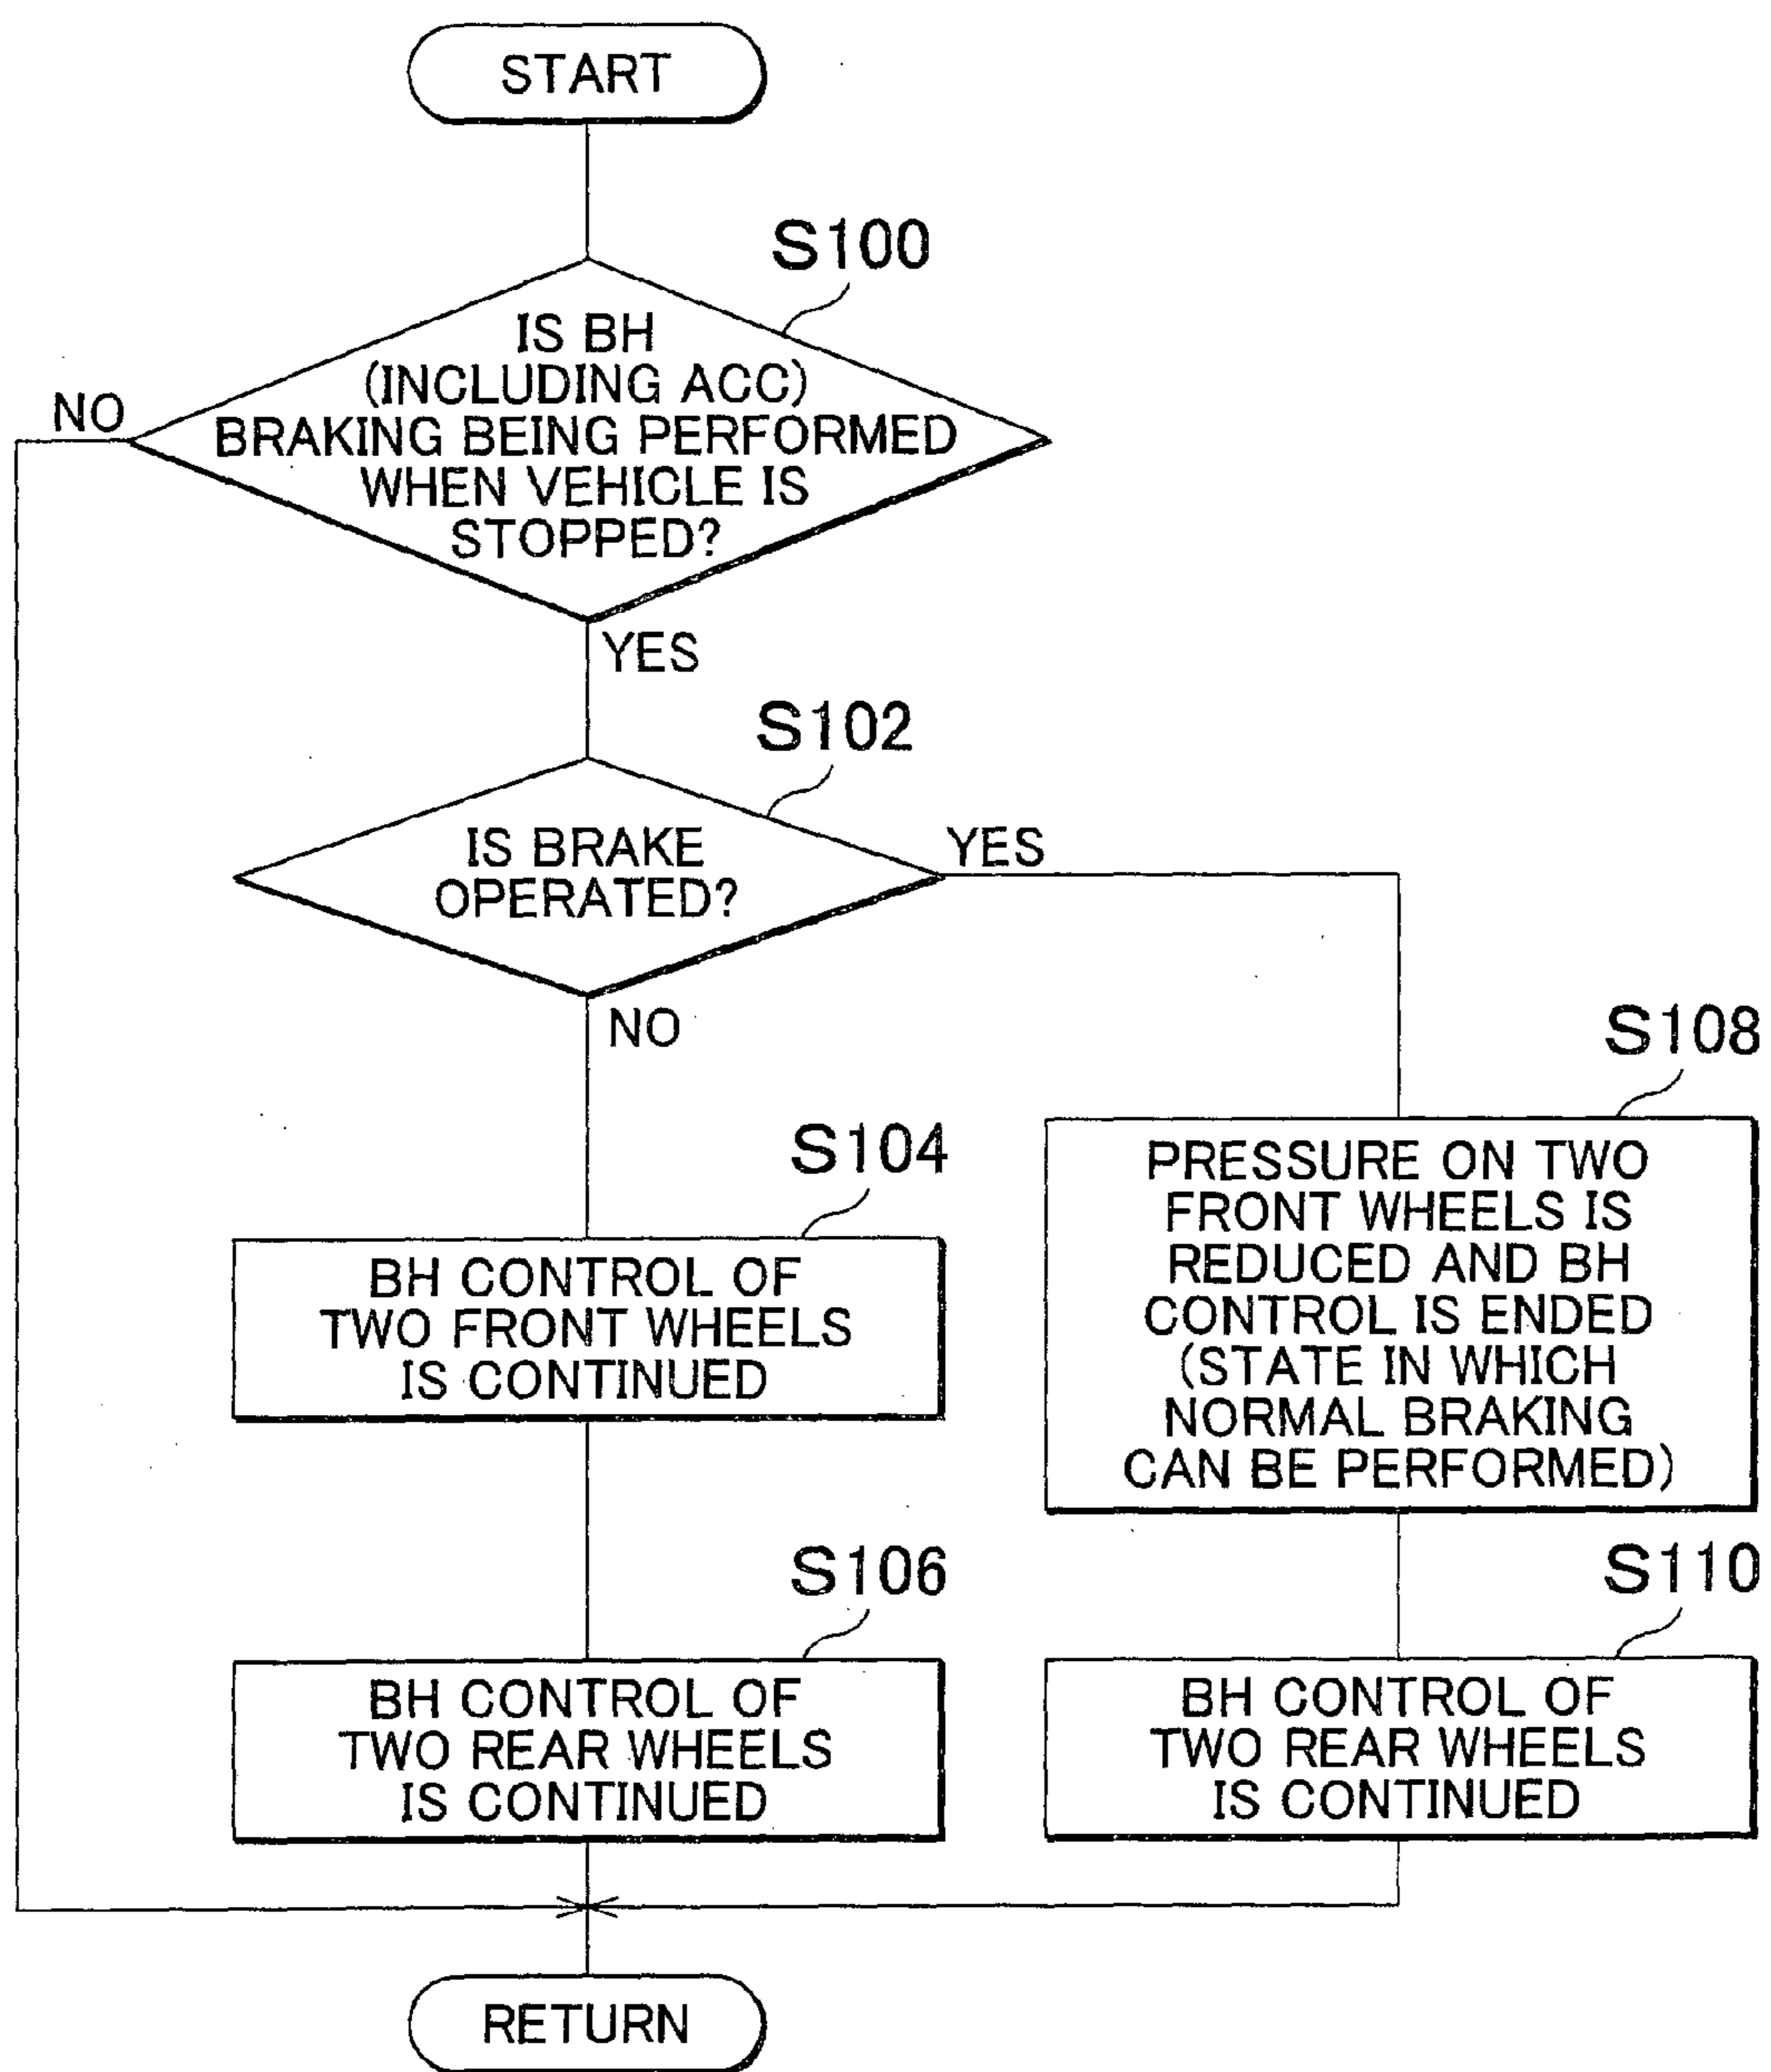 START
S100
IS BH
(INCLUDING ACC)
BRAKING BEING PERFORMED
WHEN VEHICLE IS
STOPPED?
NO
YES
S102
IS BRAKE
OPERATED?
YES
NO
S104
BH CONTROL OF
TWO FRONT WHEELS
IS CONTINUED
S106
BH CONTROL OF
TWO REAR WHEELS
IS CONTINUED
S108
PRESSURE ON TWO
FRONT WHEELS IS
REDUCED AND BH
CONTROL IS ENDED
(STATE IN WHICH
NORMAL BRAKING
CAN BE PERFORMED)
S110
BH CONTROL OF
TWO REAR WHEELS
IS CONTINUED
RETURN